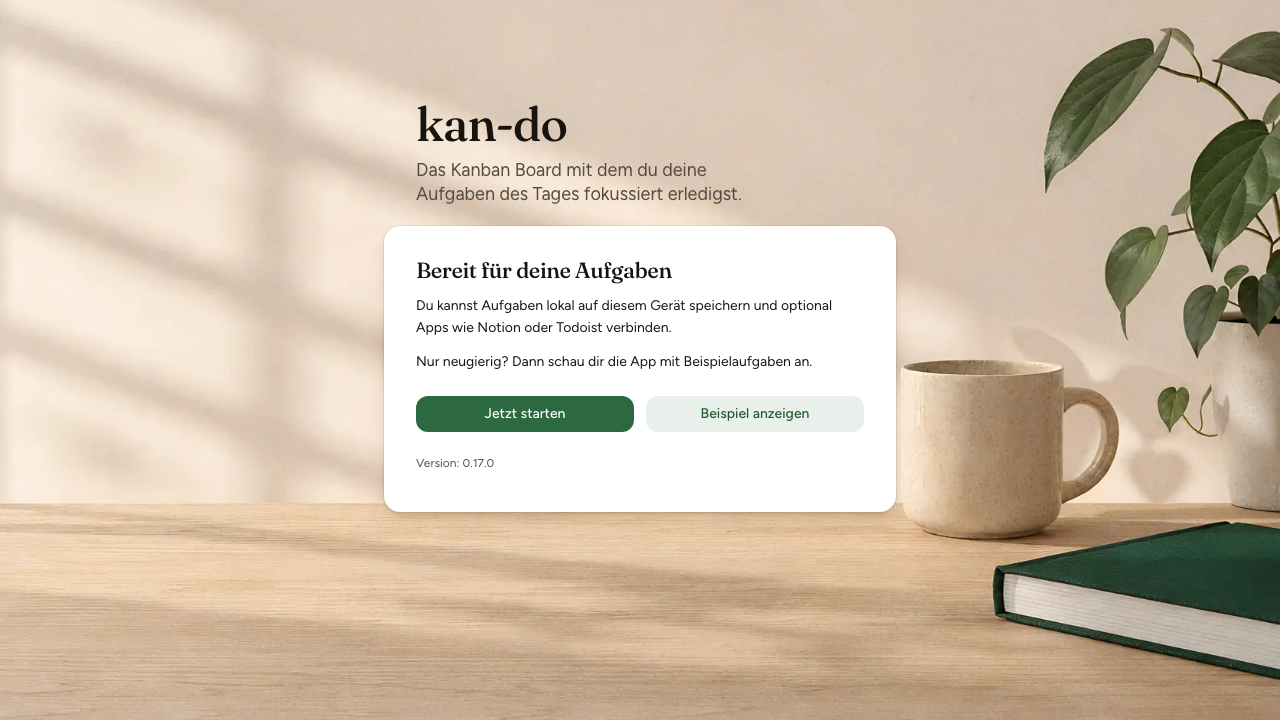 kan-do
Das Kanban Board mit dem du deine
Aufgaben des Tages fokussiert erledigst.
Bereit für deine Aufgaben
Du kannst Aufgaben lokal auf diesem Gerät speichern und optional
Apps wie Notion oder Todoist verbinden.
Nur neugierig? Dann schau dir die App mit Beispielaufgaben an.
Jetzt starten
Beispiel anzeigen
Version: 0.17.0